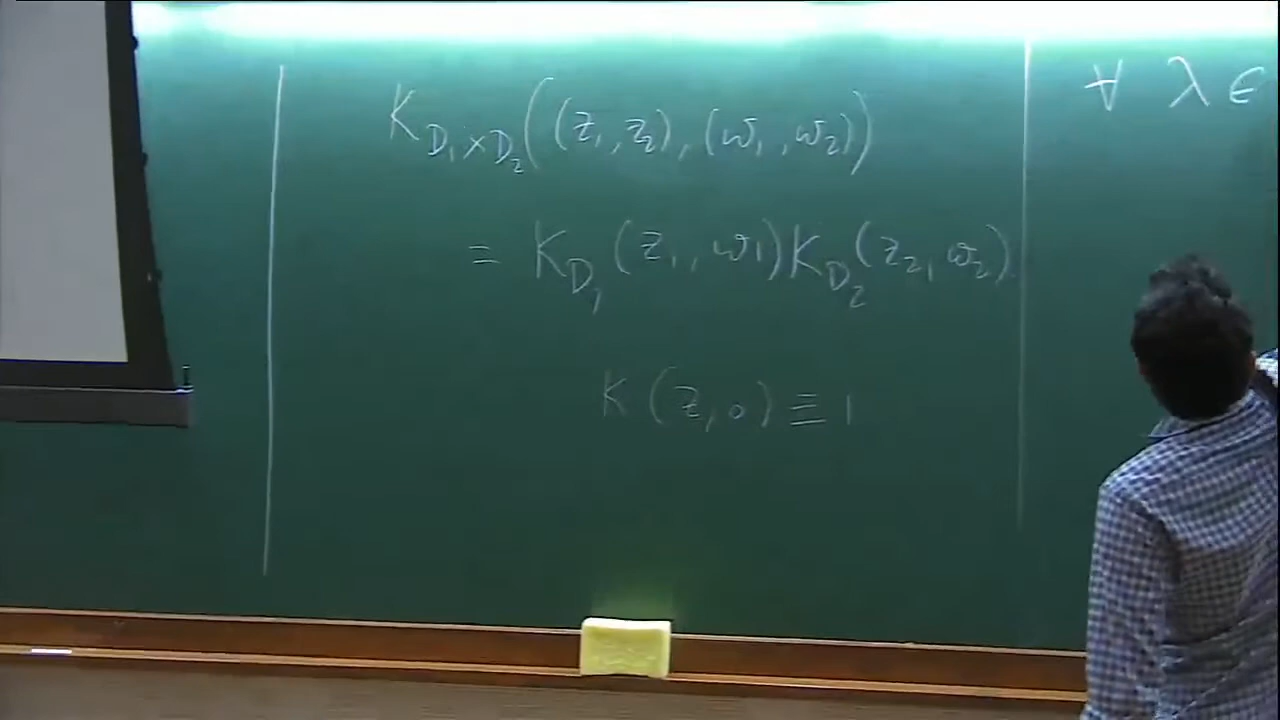 K_{D_1×D_2}((z_1, z_2), (w_1, w_2))
= K_{D_1}(z_1, w_1) K_{D_2}(z_2, w_2).
K(z, 0) ≡ 1
∀ λ ∈